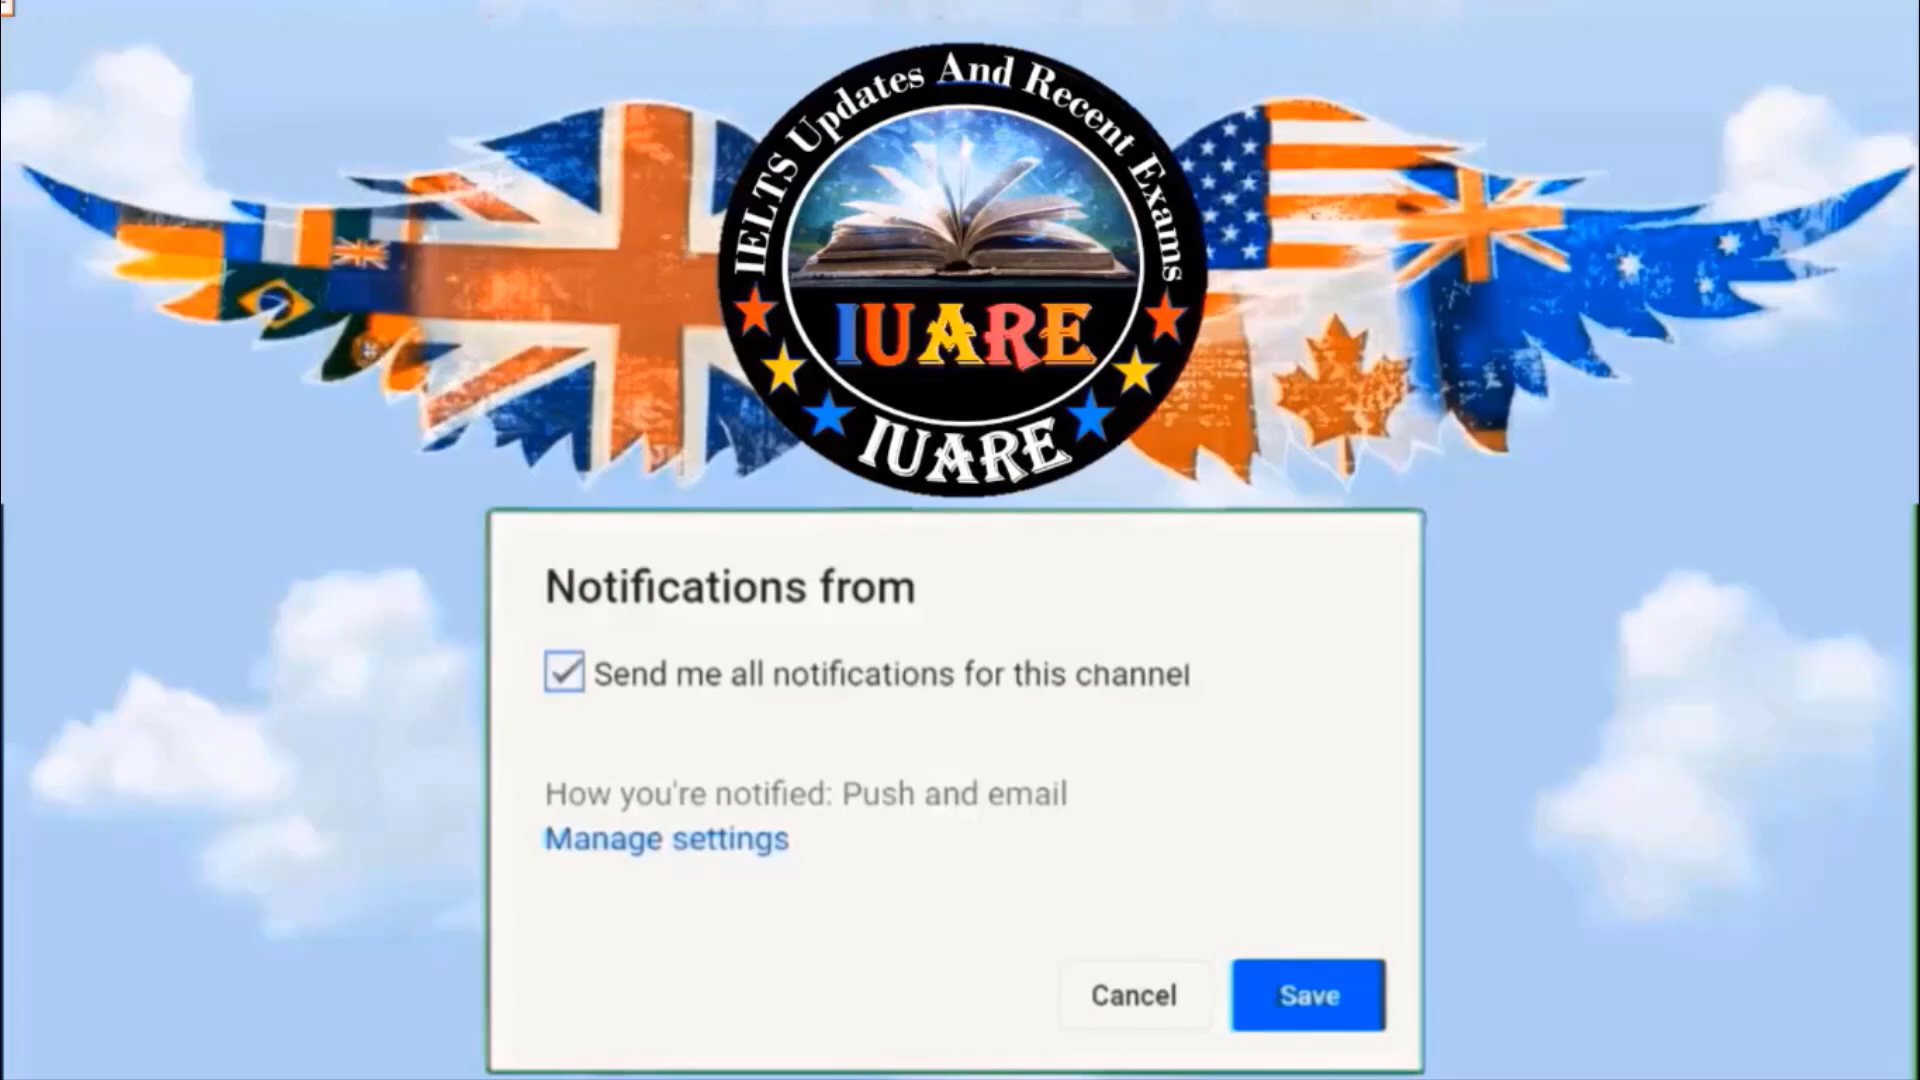 IELTS Updates And Recent Exams
IUARE
IUARE
Notifications from
Send me all notifications for this channel
How you're notified: Push and email
Manage settings
Cancel
Save